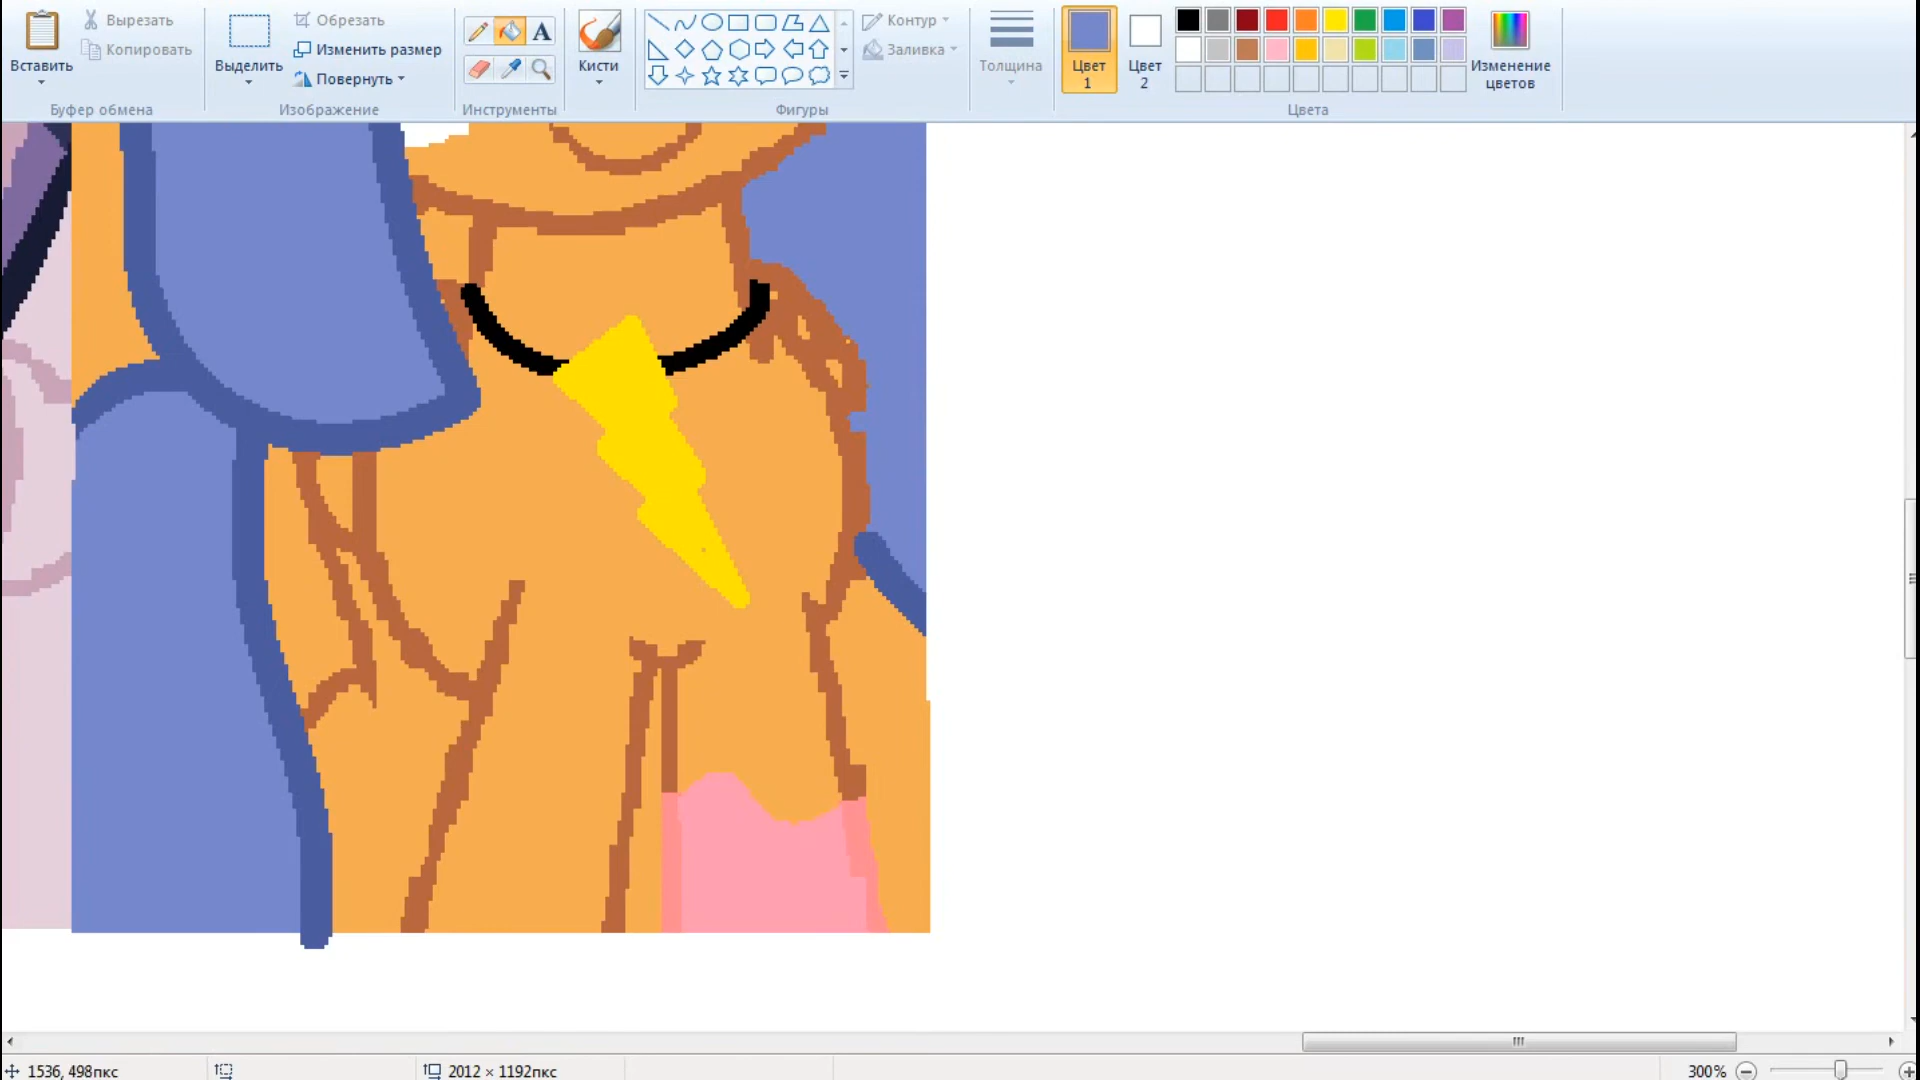 Вставить
Вырезать
Копировать
Буфер обмена
Выделить
Обрезать
Изменить размер
Повернуть
Изображение
A
Инструменты
Кисти
Контур
Заливка
Фигуры
Толщина
Цвет
1
Цвет
2
Изменение
цветов
Цвета
1536, 498пкс
2012 × 1192пкс
300%